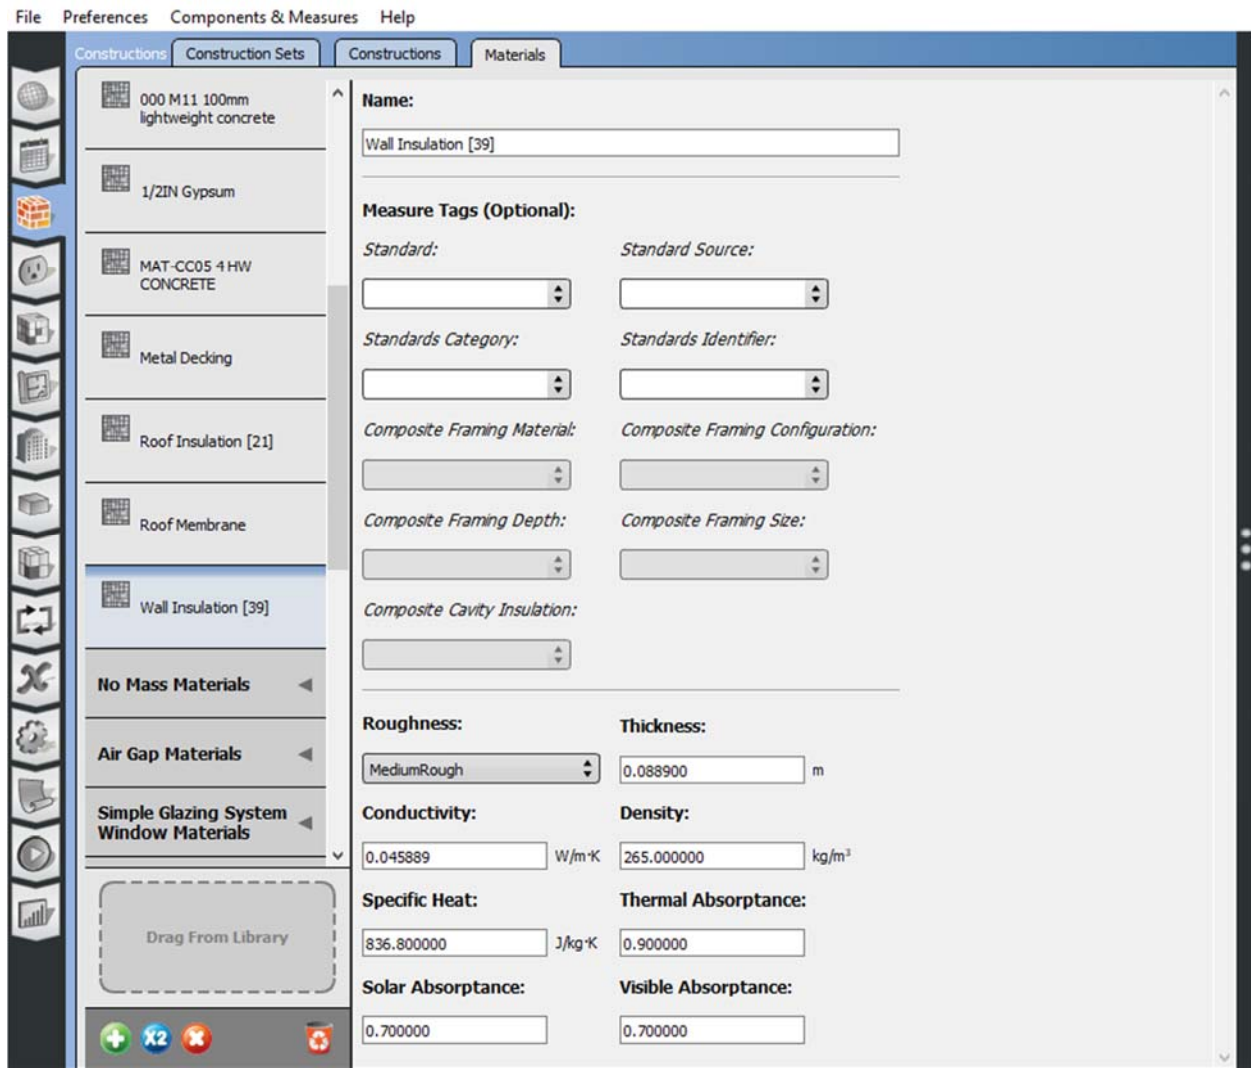 File Preferences Components & Measures Help
Constructions Construction Sets Constructions Materials
000 M11 100mm
lightweight concrete
1/2IN Gypsum
MAT-CC05 4 HW
CONCRETE
Metal Decking
Roof Insulation [21]
Roof Membrane
Wall Insulation [39]
No Mass Materials
Air Gap Materials
Simple Glazing System
Window Materials
Drag From Library
X2
Name:
Wall Insulation [39]
Measure Tags (Optional):
Standard: Standard Source:
Standards Category: Standards Identifier:
Composite Framing Material: Composite Framing Configuration:
Composite Framing Depth: Composite Framing Size:
Composite Cavity Insulation:
Roughness: Thickness:
MediumRough 0.088900 m
Conductivity: Density:
0.045889 W/m·K 265.000000 kg/m³
Specific Heat: Thermal Absorptance:
836.800000 J/kg·K 0.900000
Solar Absorptance: Visible Absorptance:
0.700000 0.700000